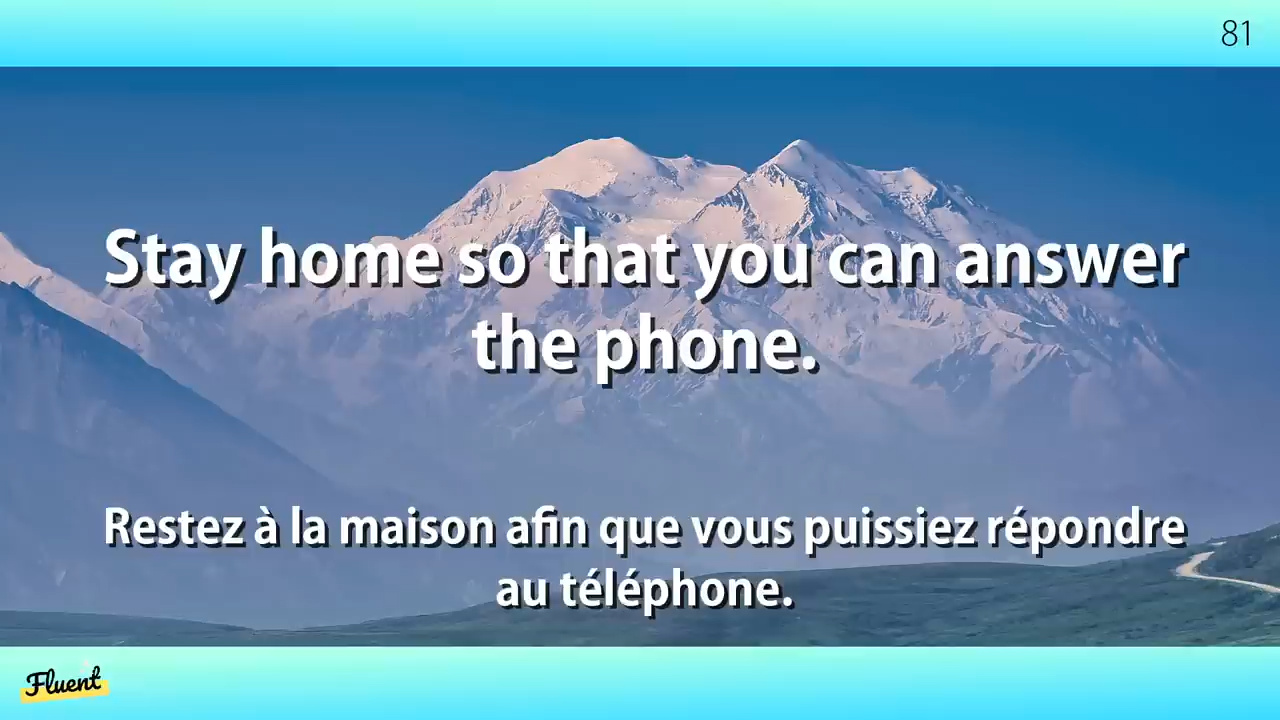 81
Stay home so that you can answer
the phone.
Restez à la maison afin que vous puissiez répondre
au téléphone.
Fluent